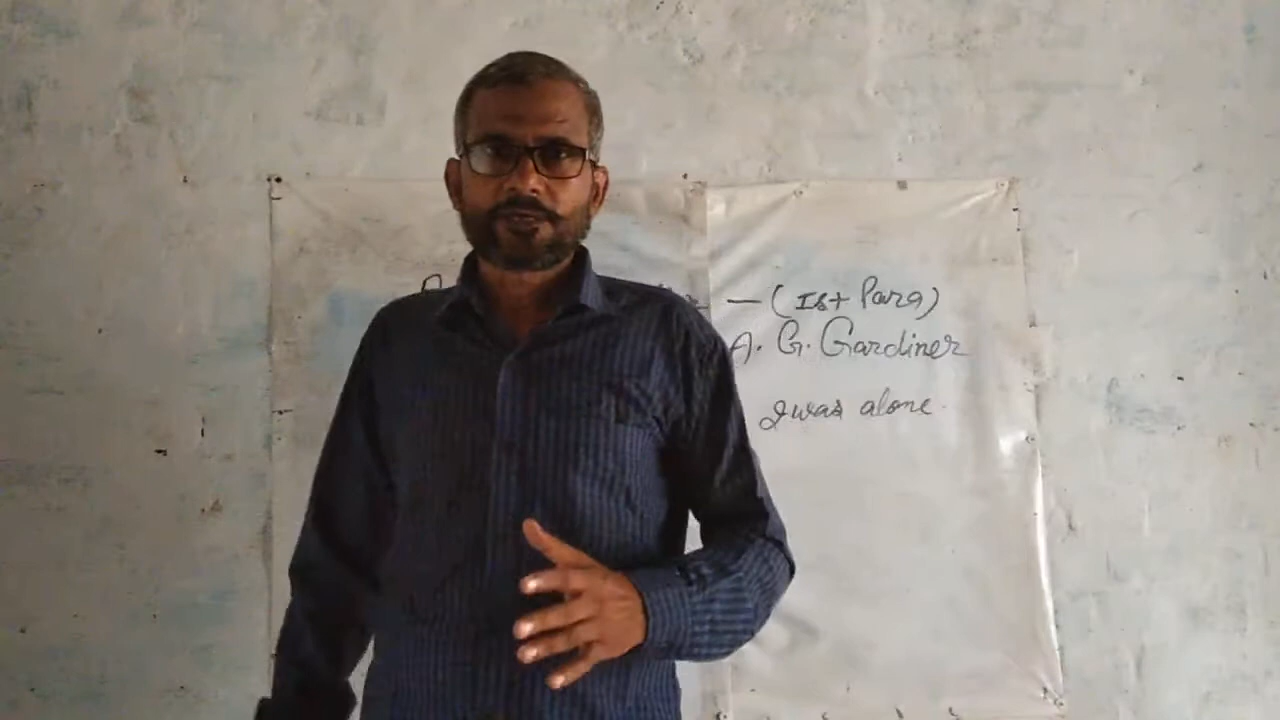 — (Ist Para)
A. G. Gardiner
I was alone.